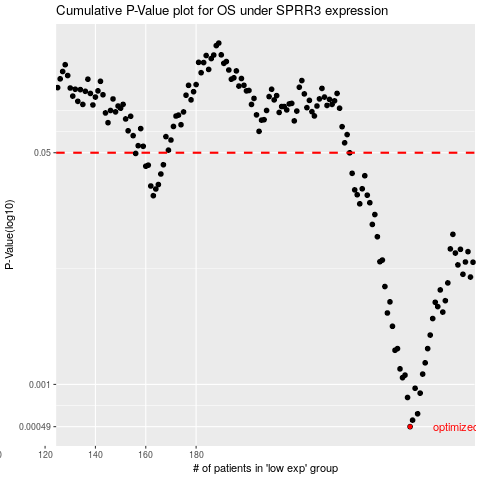 Cumulative P-Value plot for OS under SPRR3 expression
P-Value(log10)
0.05
0.001
0.00049
optimized
0
120
140
160
180
# of patients in 'low exp' group